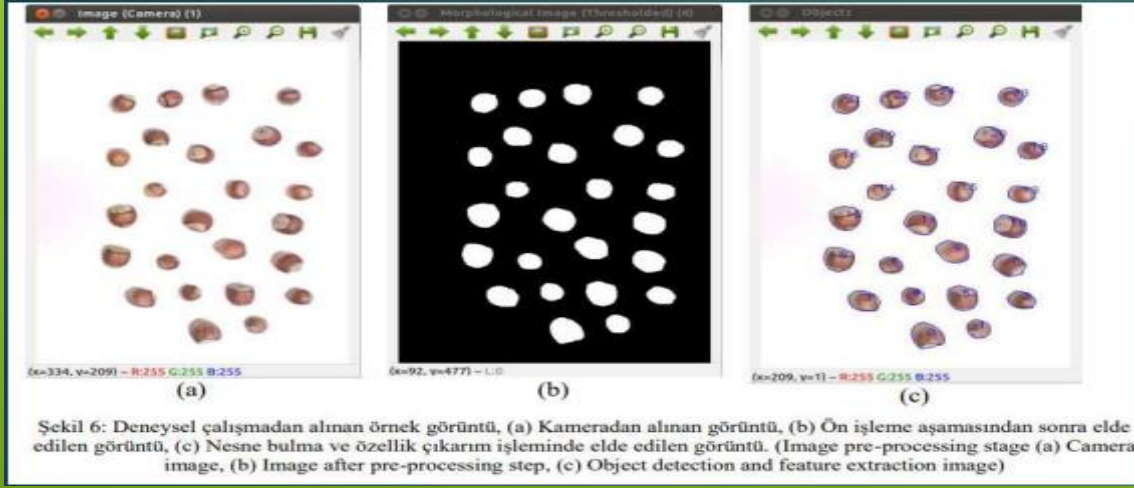 Image (Camera) (1)
Morphological Image (Thresholded) (6)
Objects
(x=334, y=209) ~ R:255 G:255 B:255
(x=92, y=477) ~ L:0
(x=209, y=1) ~ R:255 G:255 B:255
(a)
(b)
(c)
Şekil 6: Deneysel çalışmadan alınan örnek görüntü, (a) Kameradan alınan görüntü, (b) Ön işleme aşamasından sonra elde
edilen görüntü, (c) Nesne bulma ve özellik çıkarım işleminde elde edilen görüntü. (Image pre-processing stage (a) Camera
image, (b) Image after pre-processing step, (c) Object detection and feature extraction image)